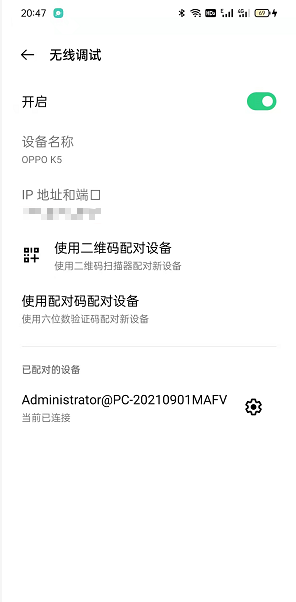 20:47
69
无线调试
开启
设备名称
OPPO K5
IP 地址和端口
使用二维码配对设备
使用二维码扫描器配对新设备
使用配对码配对设备
使用六位数验证码配对新设备
已配对的设备
Administrator@PC-20210901MAFV
当前已连接